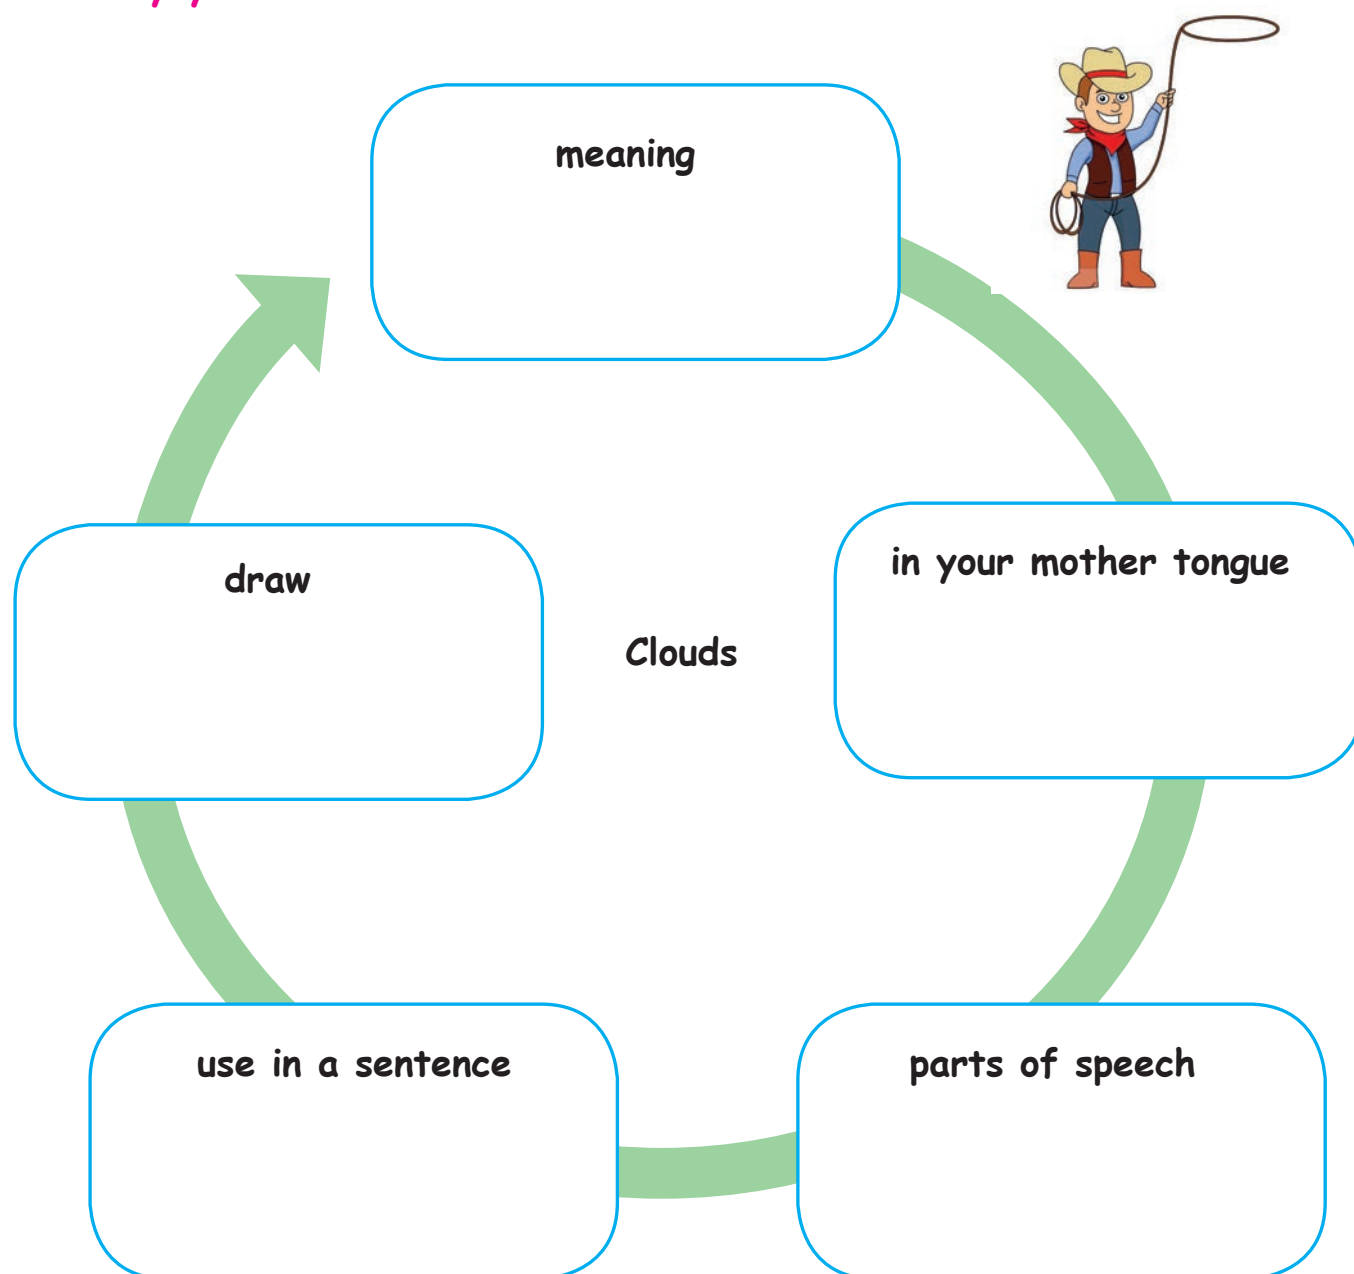 meaning
in your mother tongue
draw
Clouds
use in a sentence
parts of speech